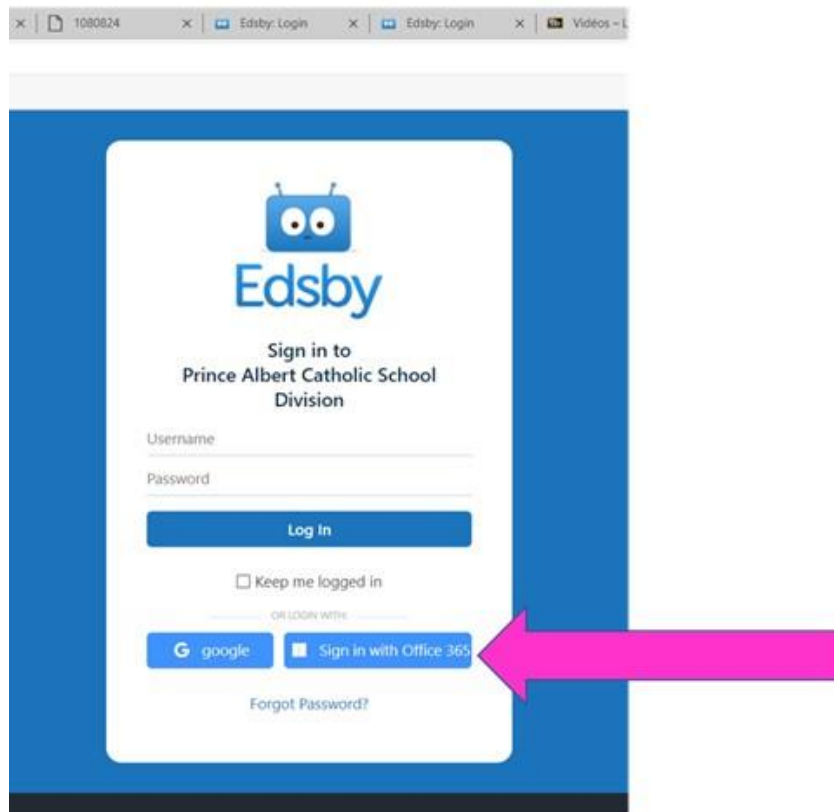 1080824
Edsby: Login
Edsby: Login
Vidéos – L
Edsby
Sign in to
Prince Albert Catholic School
Division
Username
Password
Log In
Keep me logged in
OR LOGIN WITH:
G google
Sign in with Office 365
Forgot Password?